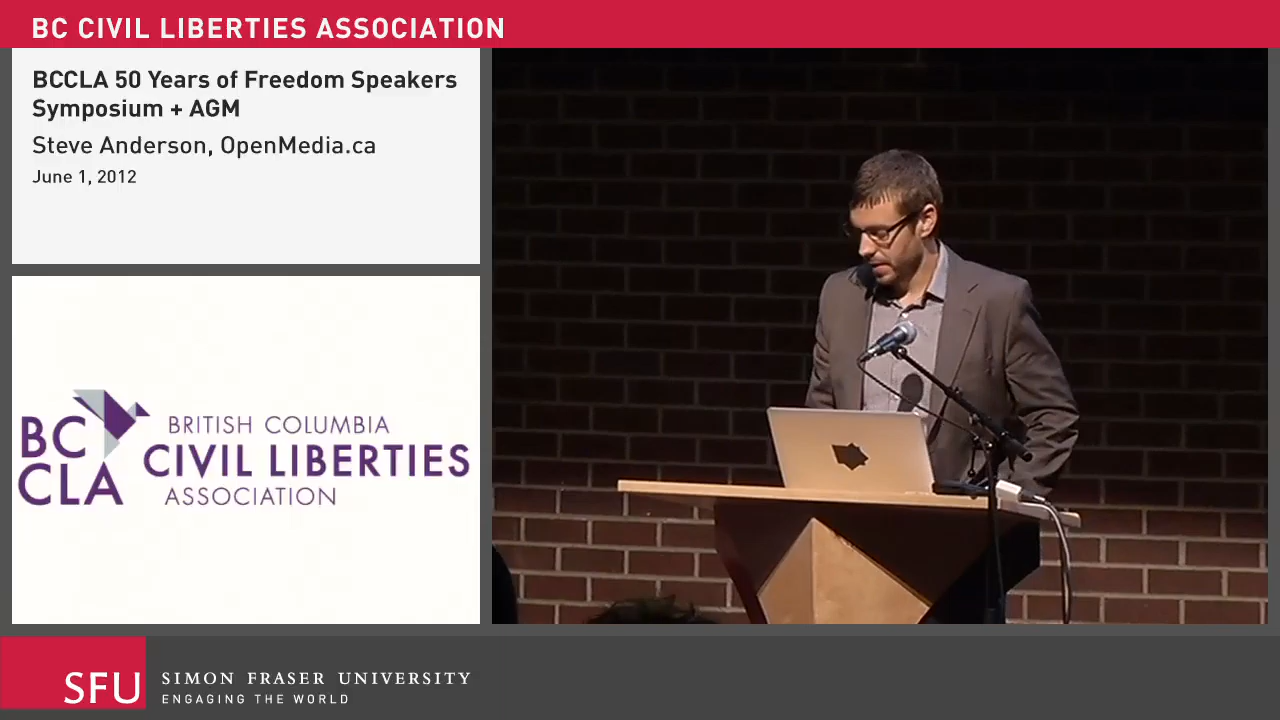 BC CIVIL LIBERTIES ASSOCIATION
BCCLA 50 Years of Freedom Speakers
Symposium + AGM
Steve Anderson, OpenMedia.ca
June 1, 2012
BC
CLA
BRITISH COLUMBIA
CIVIL LIBERTIES
ASSOCIATION
SFU
SIMON FRASER UNIVERSITY
ENGAGING THE WORLD